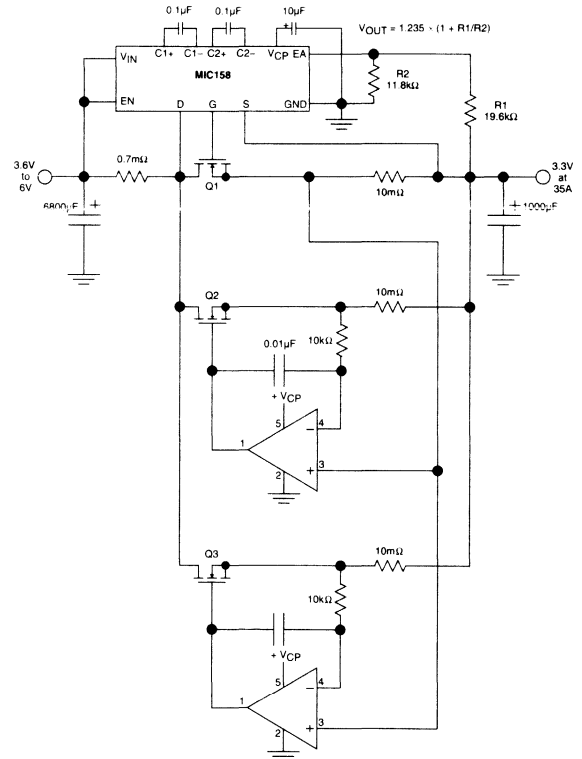 0.1µF 0.1µF 10µF
+
VOUT = 1.235 × (1 + R1/R2)
VIN C1+ C1– C2+ C2– VCP EA
MIC158
EN D G S GND
R2
11.8kΩ
R1
19.6kΩ
3.6V
to
6V
0.7mΩ
Q1
10mΩ
3.3V
at
35A
6800µF +
+ 1000µF
Q2
10mΩ
10kΩ
0.01µF
+ VCP
5
4
–
1
3
+
2
Q3
10mΩ
10kΩ
+ VCP
5
4
–
1
3
+
2